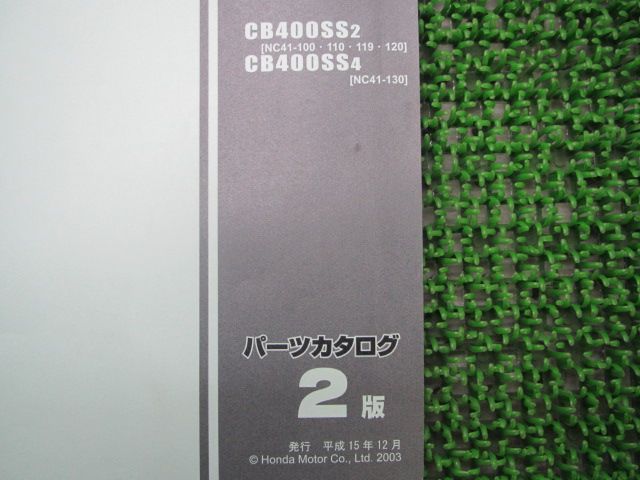 CB400SS2
[NC41-100・110・119・120]
CB400SS4
[NC41-130]
パーツカタログ
2版
発行 平成15年12月
© Honda Motor Co., Ltd. 2003